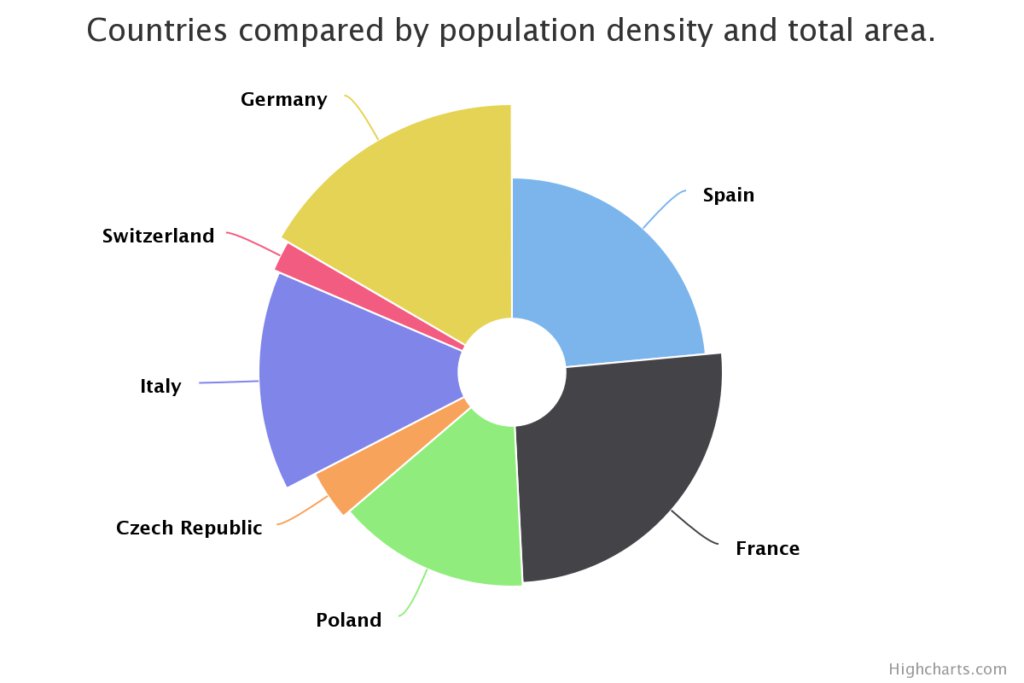 Countries compared by population density and total area.
Germany
Spain
Switzerland
Italy
Czech Republic
France
Poland
Highcharts.com